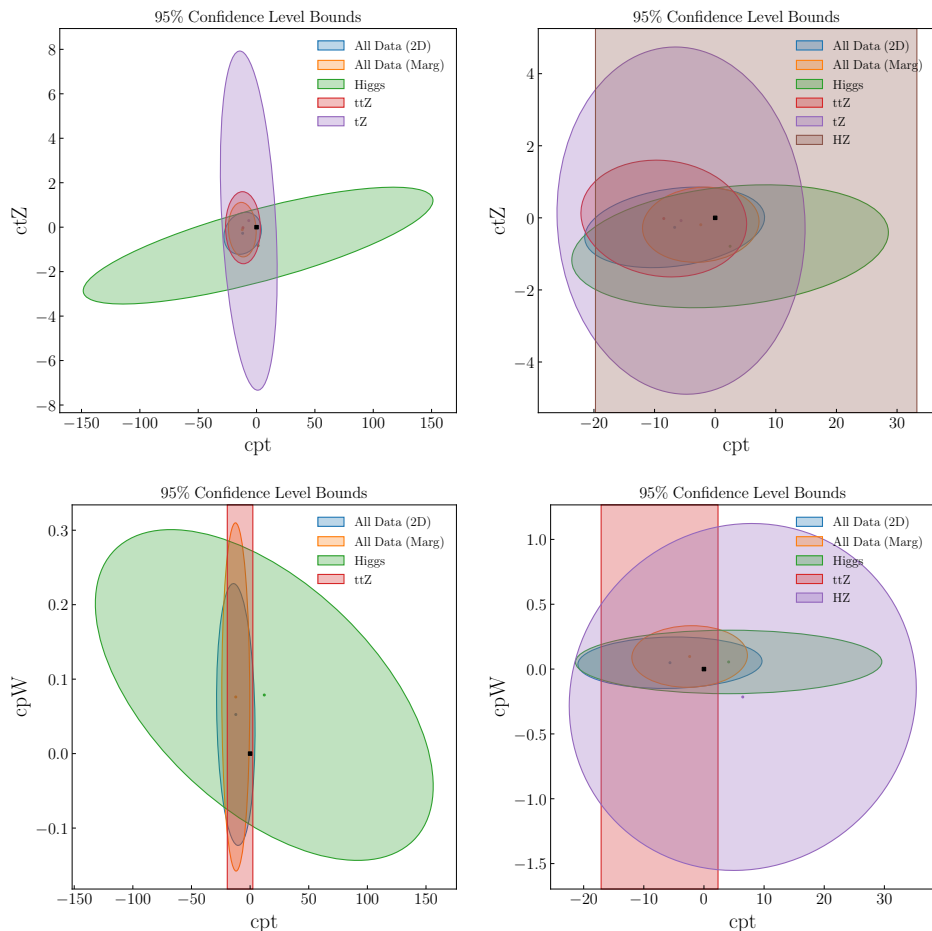 95% Confidence Level Bounds
All Data (2D)
All Data (Marg)
Higgs
ttZ
tZ
8
6
4
2
0
−2
−4
−6
−8
ctZ
−150
−100
−50
0
50
100
150
cpt
95% Confidence Level Bounds
All Data (2D)
All Data (Marg)
Higgs
ttZ
tZ
HZ
4
2
0
−2
−4
ctZ
−20
−10
0
10
20
30
cpt
95% Confidence Level Bounds
All Data (2D)
All Data (Marg)
Higgs
ttZ
0.3
0.2
0.1
0.0
−0.1
cpW
−150
−100
−50
0
50
100
150
cpt
95% Confidence Level Bounds
All Data (2D)
All Data (Marg)
Higgs
ttZ
HZ
1.0
0.5
0.0
−0.5
−1.0
−1.5
cpW
−20
−10
0
10
20
30
cpt